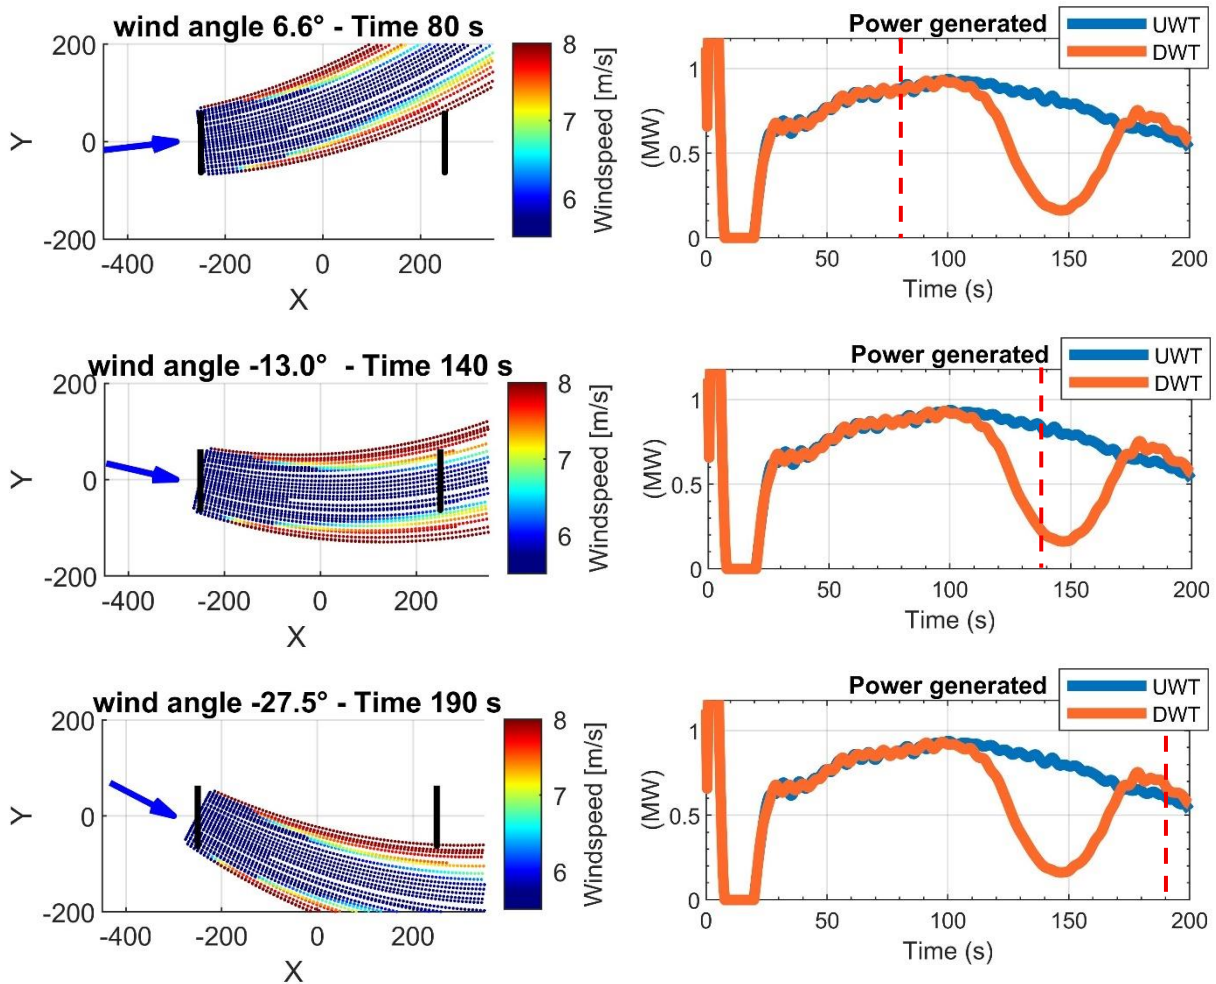 wind angle 6.6° - Time 80 s
200
0
-200
Y
-400
-200
0
200
X
8
7
6
Windspeed [m/s]
Power generated
UWT
DWT
1
0.5
0
(MW)
0
50
100
150
200
Time (s)
wind angle -13.0° - Time 140 s
200
0
-200
Y
-400
-200
0
200
X
8
7
6
Windspeed [m/s]
Power generated
UWT
DWT
1
0.5
0
(MW)
0
50
100
150
200
Time (s)
wind angle -27.5° - Time 190 s
200
0
-200
Y
-400
-200
0
200
X
8
7
6
Windspeed [m/s]
Power generated
UWT
DWT
1
0.5
0
(MW)
0
50
100
150
200
Time (s)